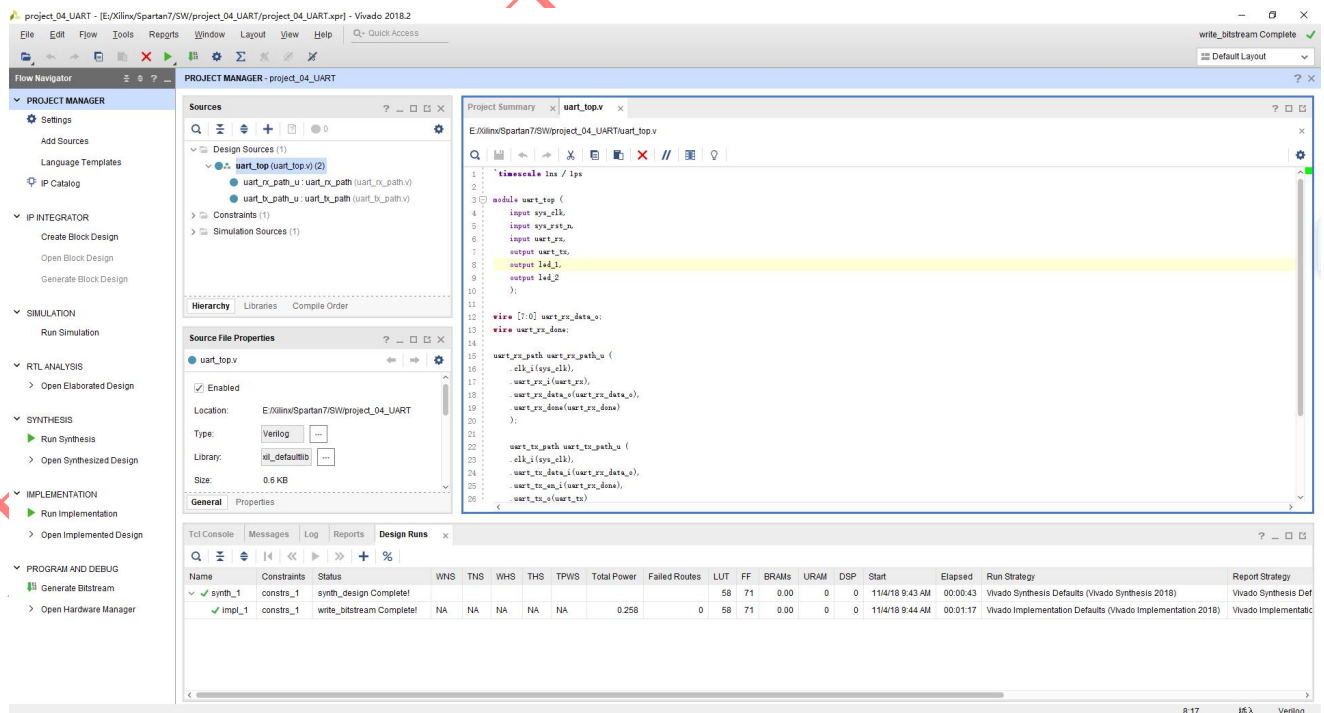 project_04_UART - [E:/Xilinx/Spartan7/SW/project_04_UART/project_04_UART.xpr] - Vivado 2018.2
File Edit Flow Tools Reports Window Layout View Help Quick Access
write_bitstream Complete
Default Layout
Flow Navigator
PROJECT MANAGER - project_04_UART
PROJECT MANAGER
Settings
Add Sources
Language Templates
IP Catalog
IP INTEGRATOR
Create Block Design
Open Block Design
Generate Block Design
SIMULATION
Run Simulation
RTL ANALYSIS
Open Elaborated Design
SYNTHESIS
Run Synthesis
Open Synthesized Design
IMPLEMENTATION
Run Implementation
Open Implemented Design
PROGRAM AND DEBUG
Generate Bitstream
Open Hardware Manager
Sources
0
Design Sources (1)
uart_top (uart_top.v) (2)
uart_rx_path_u : uart_rx_path (uart_rx_path.v)
uart_tx_path_u : uart_tx_path (uart_tx_path.v)
Constraints (1)
Simulation Sources (1)
Hierarchy Libraries Compile Order
Source File Properties
uart_top.v
Enabled
Location: E:/Xilinx/Spartan7/SW/project_04_UART
Type: Verilog
Library: xil_defaultlib
Size: 0.6 KB
General Properties
Project Summary uart_top.v
E:/Xilinx/Spartan7/SW/project_04_UART/uart_top.v
1 `timescale 1ns / 1ps
2
3 module uart_top (
4 input sys_clk,
5 input sys_rst_n,
6 input uart_rx,
7 output uart_tx,
8 output led_1,
9 output led_2
10 );
11
12 wire [7:0] uart_rx_data_o;
13 wire uart_rx_done;
14
15 uart_rx_path uart_rx_path_u (
16 .clk_i(sys_clk),
17 .uart_rx_i(uart_rx),
18 .uart_rx_data_o(uart_rx_data_o),
19 .uart_rx_done(uart_rx_done)
20 );
21
22 uart_tx_path uart_tx_path_u (
23 .clk_i(sys_clk),
24 .uart_tx_data_i(uart_rx_data_o),
25 .uart_tx_en_i(uart_rx_done),
26 .uart_tx_o(uart_tx)
Tcl Console Messages Log Reports Design Runs
Name Constraints Status WNS TNS WHS THS TPWS Total Power Failed Routes LUT FF BRAMs URAM DSP Start Elapsed Run Strategy Report Strategy
synth_1 constrs_1 synth_design Complete! 58 71 0.00 0 0 11/4/18 9:43 AM 00:00:43 Vivado Synthesis Defaults (Vivado Synthesis 2018) Vivado Synthesis Def
impl_1 constrs_1 write_bitstream Complete! NA NA NA NA NA 0.258 0 58 71 0.00 0 0 11/4/18 9:44 AM 00:01:17 Vivado Implementation Defaults (Vivado Implementation 2018) Vivado Implementatic
8:17 插入 Verilog